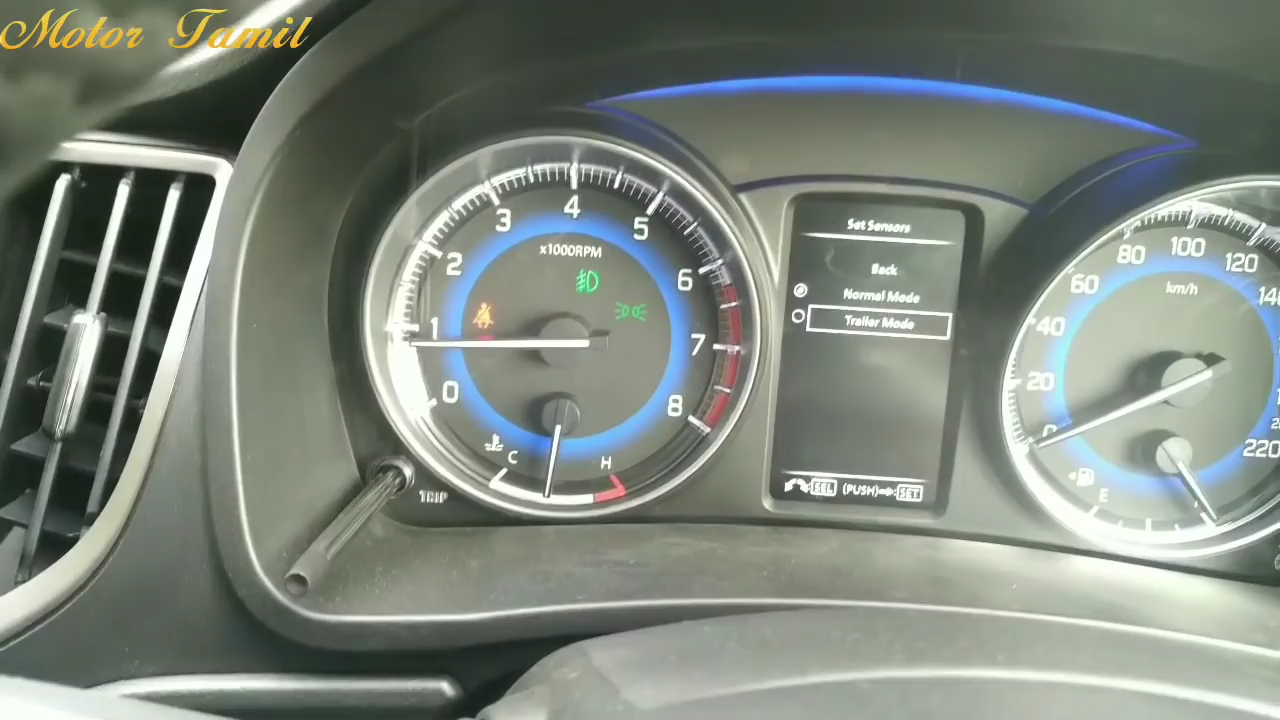 Motor Tamil
0
1
2
3
4
5
6
7
8
x1000RPM
C
H
TRIP
Set Sensors
Back
Normal Mode
Trailer Mode
SEL (PUSH) SET
0
20
40
60
80
100
120
220
km/h
E